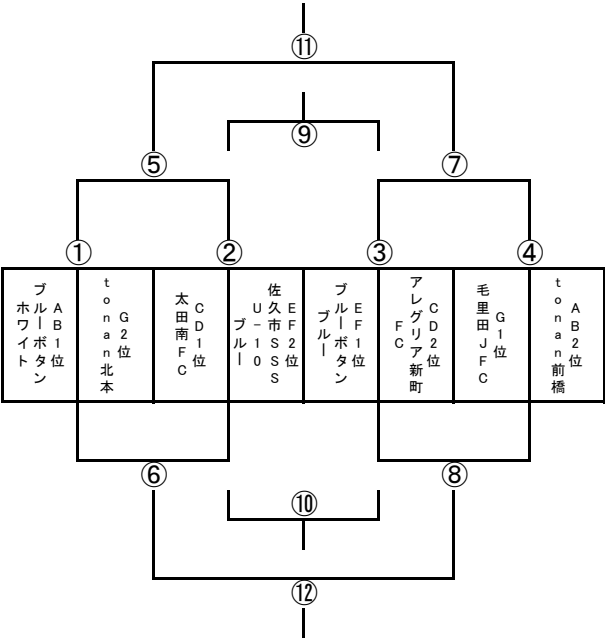 ⑪
⑨
⑤
⑦
①
②
③
④
AB1位
ブルーボタン
ホワイト
G2位
tonan北本
CD1位
太田南FC
EF2位
佐久市SSS
U-10
ブルー
EF1位
ブルーボタン
ブルー
CD2位
アレグリア新町
FC
G1位
毛里田JFC
AB2位
tonan前橋
⑥
⑧
⑩
⑫